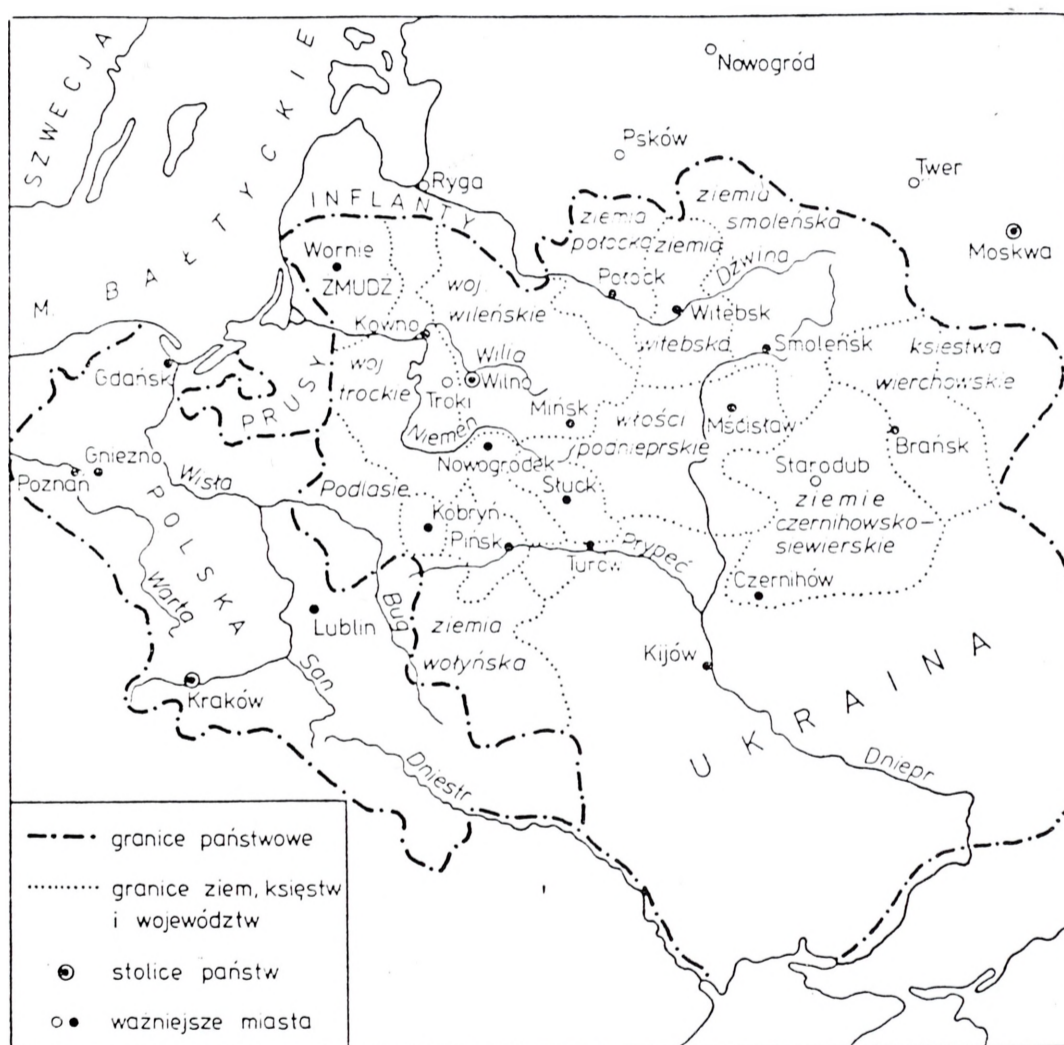 SZWECJA
M. BAŁTYCKIE
Nowogród
Psków
Twer
Ryga
INFLANTY
ziemia
smoleńska
ziemia
połocka
ziemia
witebska
Moskwa
Wornie
ŻMUDZ
woj.
wileńskie
Połock
Dźwina
Witebsk
Kowno
Wilia
Smoleńsk
księstwa
wierchowskie
Gdańsk
PRUSY
woj
trockie
Troki
Wilno
Mińsk
włości
podnieprskie
Mścisław
Brańsk
Niemen
Gniezno
Poznań
Wisła
Nowogródek
Starodub
Podlasie
Słuck
ziemie
czernihowsko-
siewierskie
Kobryń
Pińsk
Turów
Prypeć
POLSKA
Warta
Czernihów
Lublin
Bug
ziemia
wołyńska
Kijów
San
Kraków
UKRAINA
Dniestr
Dniepr
granice państwowe
granice ziem, księstw
i województw
stolice państw
ważniejsze miasta